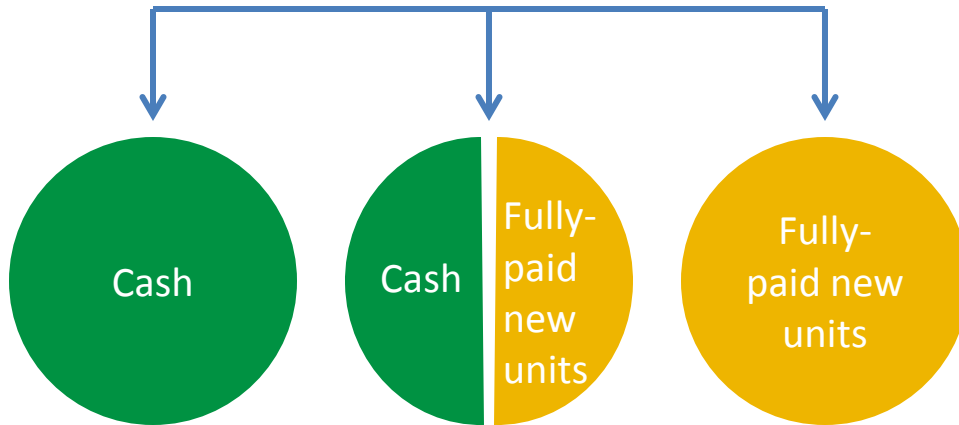 Cash
Cash
Fully-
paid
new
units
Fully-
paid new
units